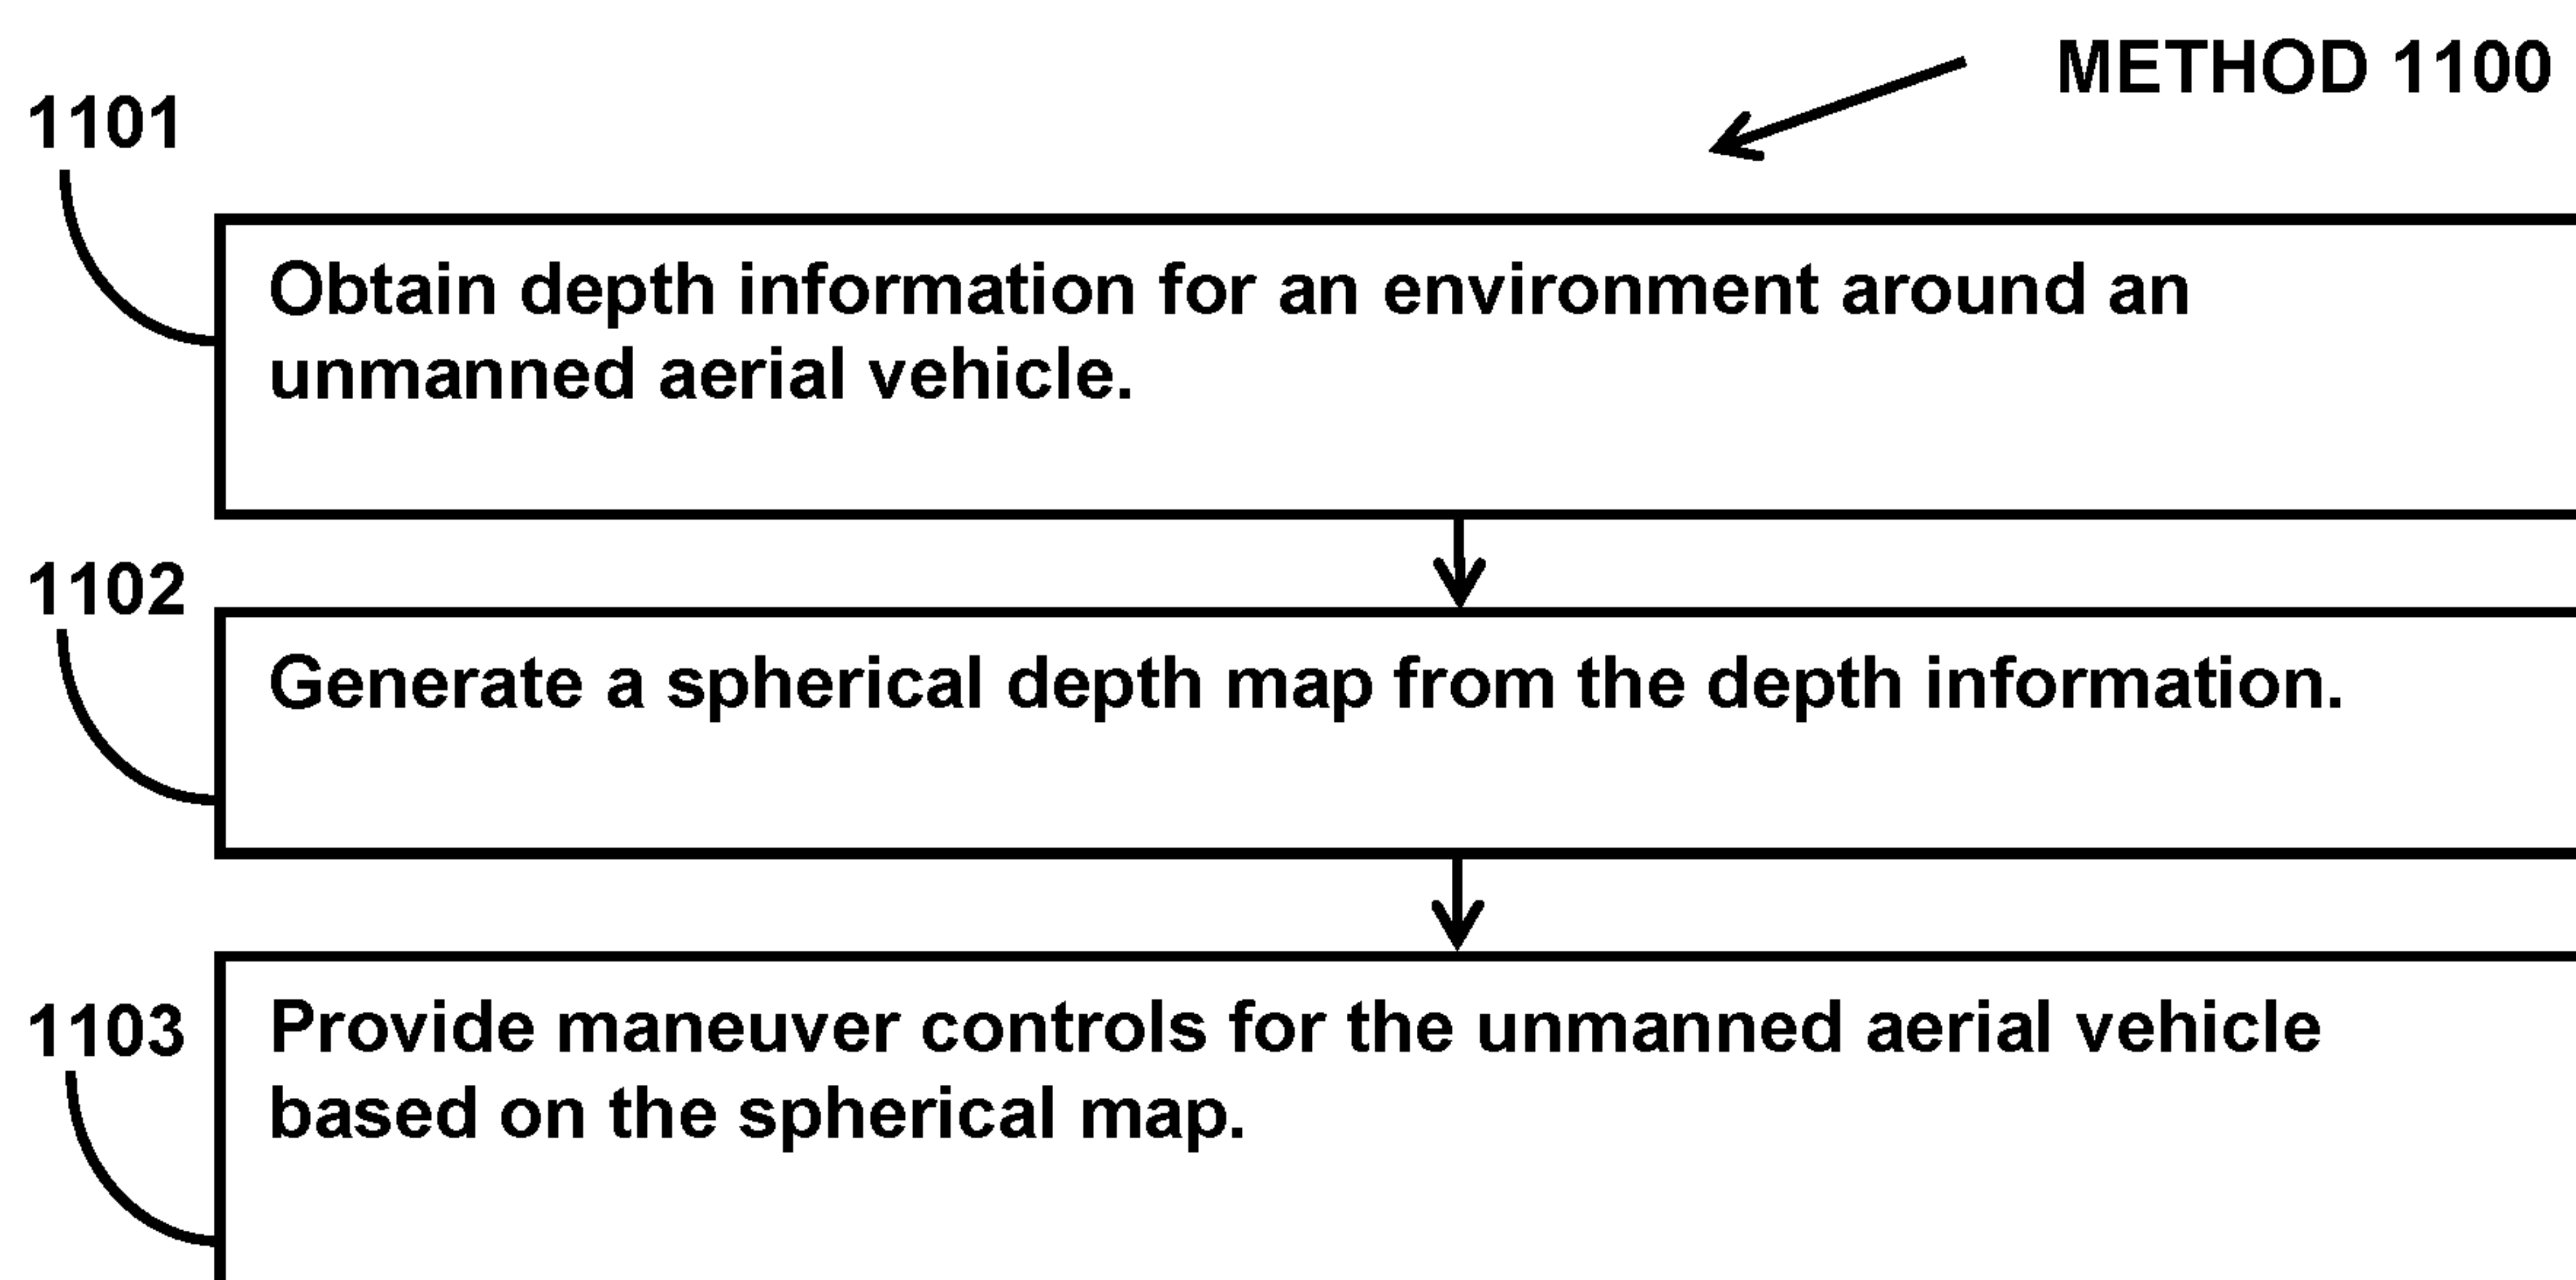 METHOD 1100
1101
Obtain depth information for an environment around an
unmanned aerial vehicle.
1102
Generate a spherical depth map from the depth information.
1103
Provide maneuver controls for the unmanned aerial vehicle
based on the spherical map.